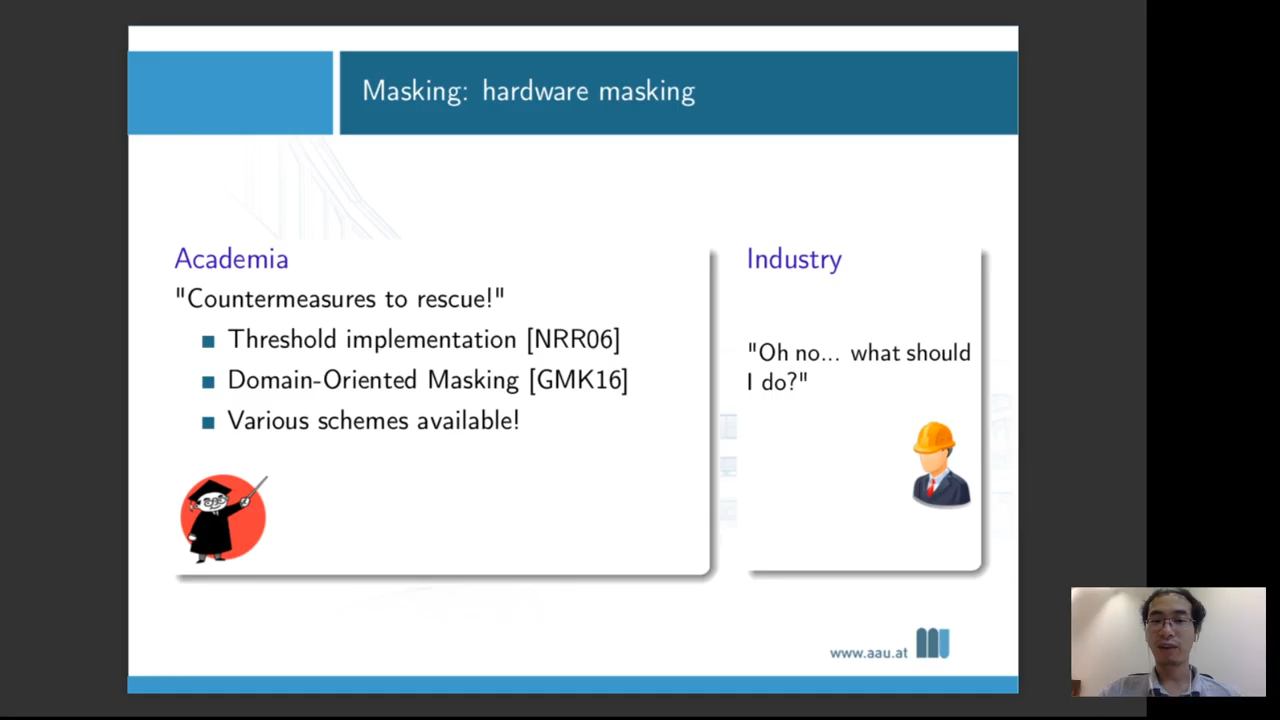 Masking: hardware masking
Academia
"Countermeasures to rescue!"
Threshold implementation [NRR06]
Domain-Oriented Masking [GMK16]
Various schemes available!
Industry
"Oh no... what should
I do?"
www.aau.at